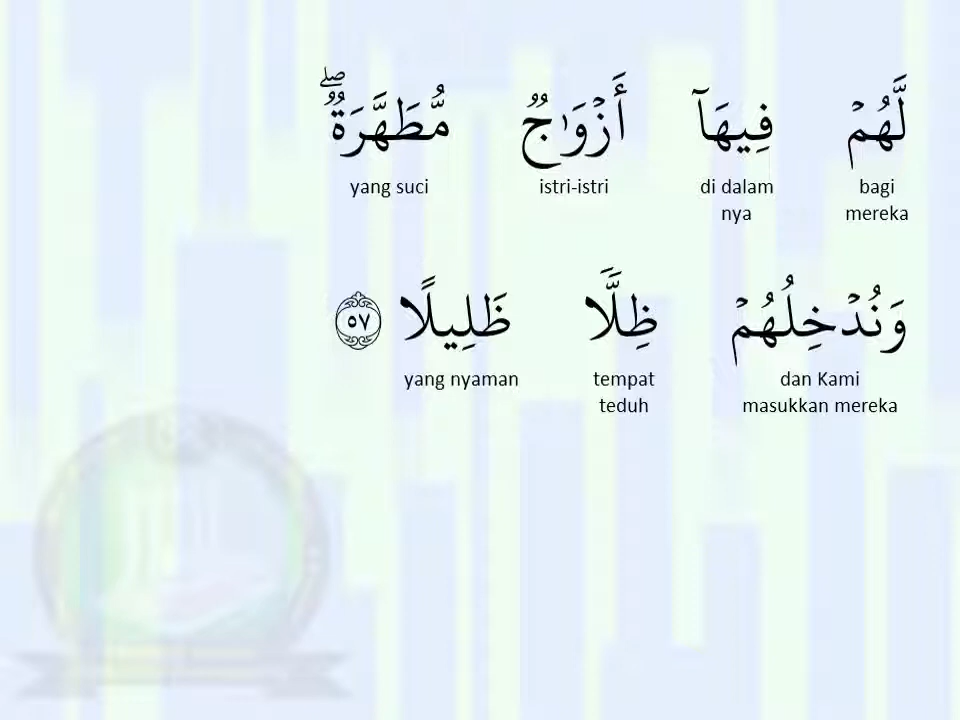 لَّهُمۡ فِيهَآ أَزۡوَٰجٞ مُّطَهَّرَةٞۖ
bagi di dalam istri-istri yang suci
mereka nya
وَنُدۡخِلُهُمۡ ظِلّٗا ظَلِيلًا ٥٧
dan Kami tempat yang nyaman
masukkan mereka teduh